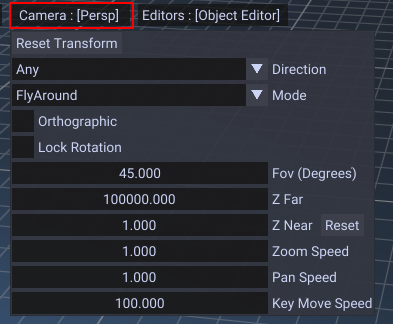 Camera : [Persp] Editors : [Object Editor]
Reset Transform
Any Direction
FlyAround Mode
Orthographic
Lock Rotation
45.000 Fov (Degrees)
100000.000 Z Far
1.000 Z Near Reset
1.000 Zoom Speed
1.000 Pan Speed
100.000 Key Move Speed